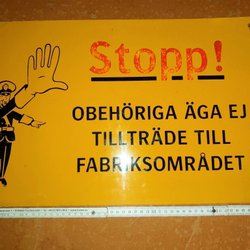 Stopp!
OBEHÖRIGA ÄGA EJ
TILLTRÄDE TILL
FABRIKSOMRÅDET